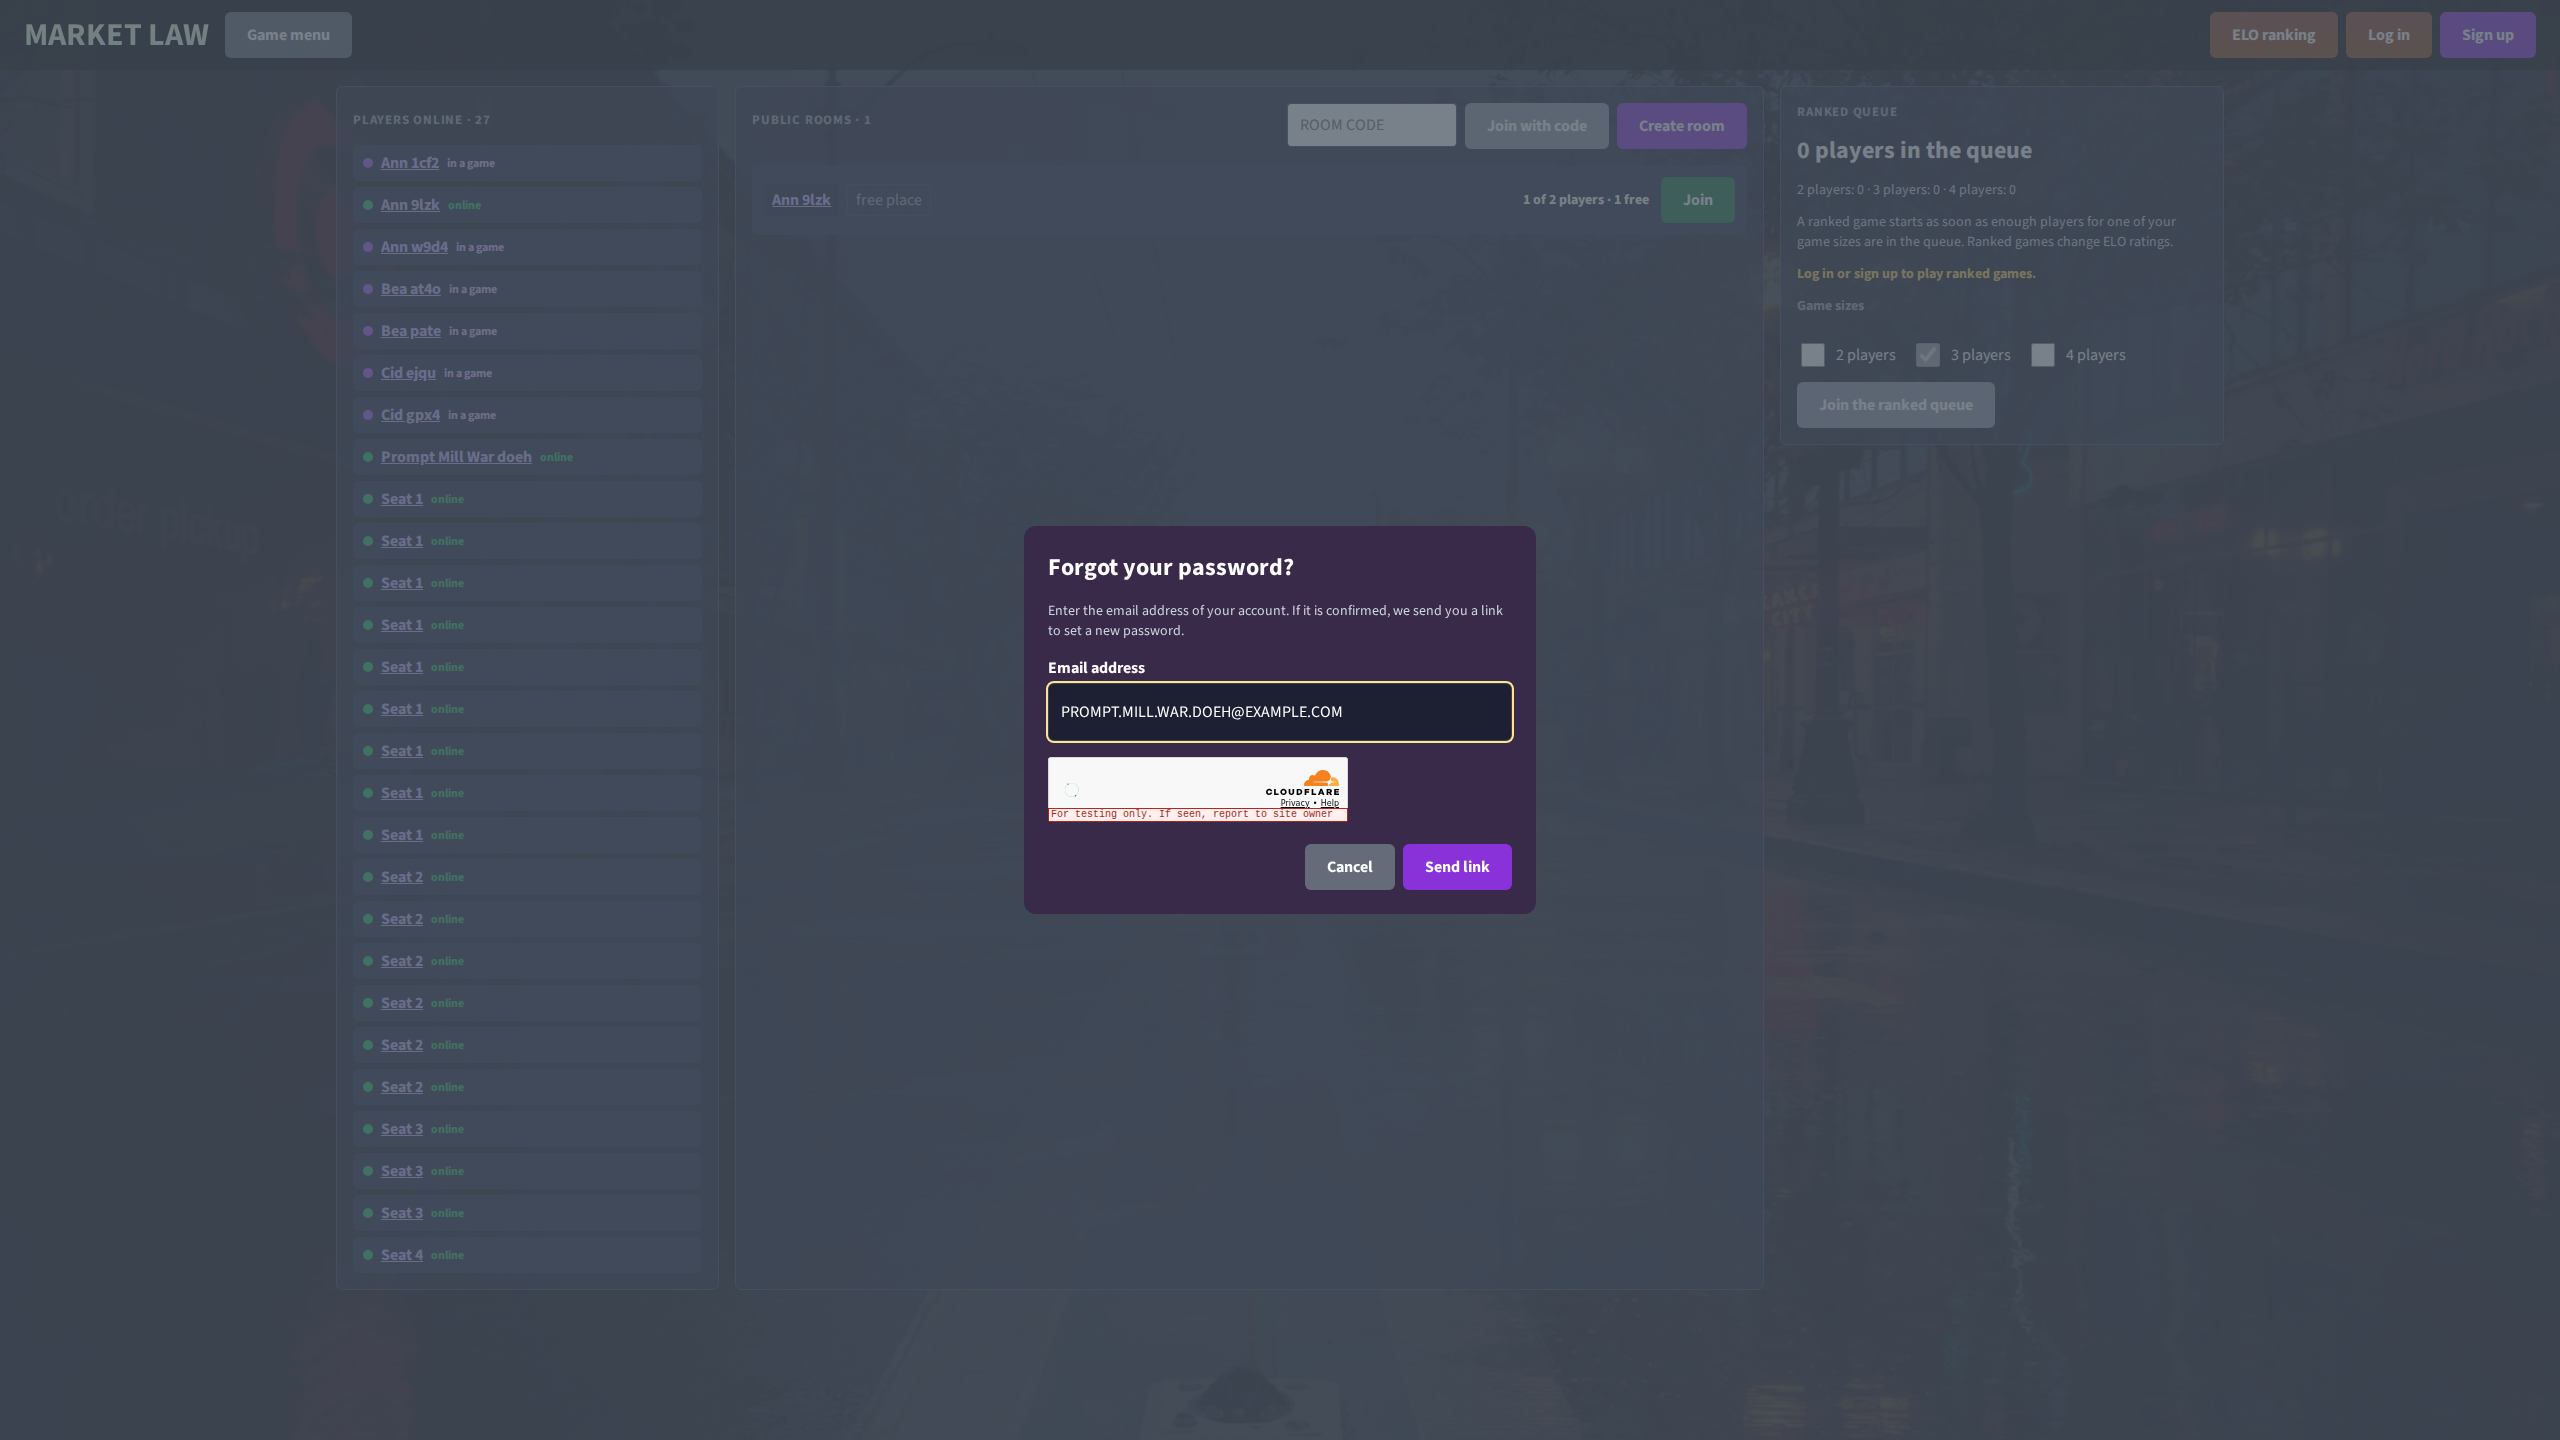 MARKET LAW
Game menu
ELO ranking
Log in
Sign up
PLAYERS ONLINE · 27
Ann 1cf2 in a game
Ann 9lzk online
Ann w9d4 in a game
Bea at4o in a game
Bea pate in a game
Cid ejqu in a game
Cid gpx4 in a game
Prompt Mill War doeh online
Seat 1 online
Seat 1 online
Seat 1 online
Seat 1 online
Seat 1 online
Seat 1 online
Seat 1 online
Seat 1 online
Seat 1 online
Seat 2 online
Seat 2 online
Seat 2 online
Seat 2 online
Seat 2 online
Seat 2 online
Seat 3 online
Seat 3 online
Seat 3 online
Seat 4 online
PUBLIC ROOMS · 1
ROOM CODE
Join with code
Create room
Ann 9lzk free place 1 of 2 players · 1 free Join
RANKED QUEUE
0 players in the queue
2 players: 0 · 3 players: 0 · 4 players: 0
A ranked game starts as soon as enough players for one of your
game sizes are in the queue. Ranked games change ELO ratings.
Log in or sign up to play ranked games.
Game sizes
2 players 3 players 4 players
Join the ranked queue
order pickup
Forgot your password?
Enter the email address of your account. If it is confirmed, we send you a link
to set a new password.
Email address
PROMPT.MILL.WAR.DOEH@EXAMPLE.COM
CLOUDFLARE
Privacy • Help
For testing only. If seen, report to site owner
Cancel
Send link